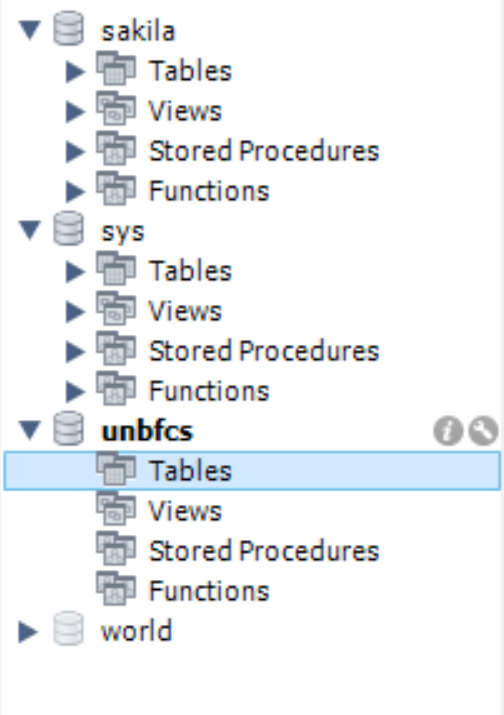 sakila
Tables
Views
Stored Procedures
Functions
sys
Tables
Views
Stored Procedures
Functions
unbfcs
Tables
Views
Stored Procedures
Functions
world